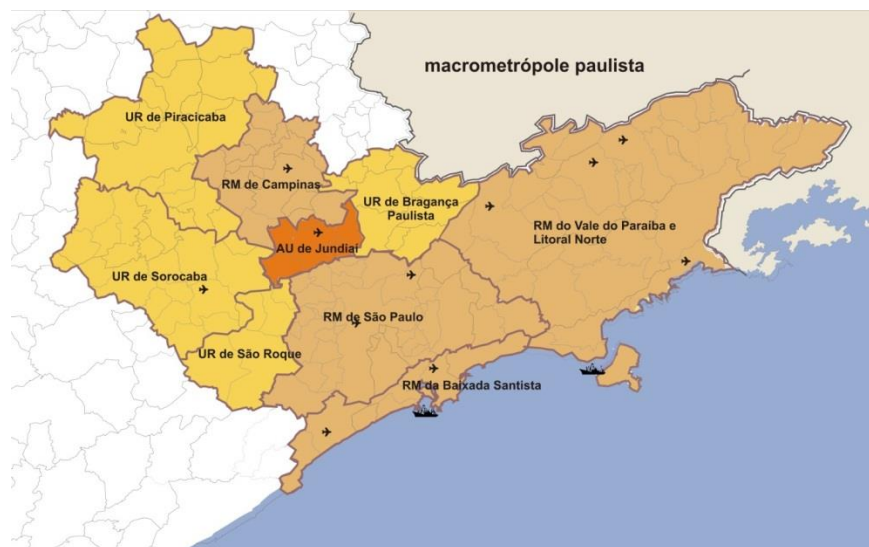 macrometrópole paulista
UR de Piracicaba
RM de Campinas
UR de Bragança
Paulista
RM do Vale do Paraíba e
Litoral Norte
AU de Jundiaí
UR de Sorocaba
RM de São Paulo
UR de São Roque
RM da Baixada Santista